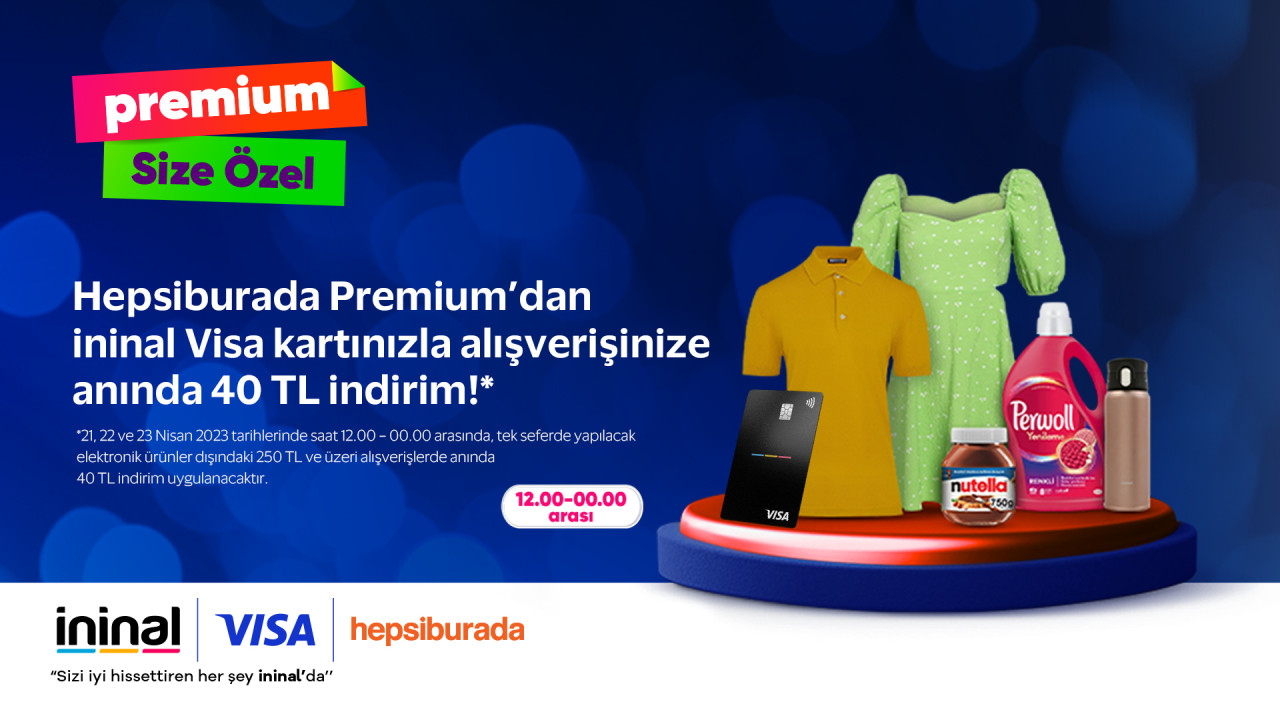 premium
Size Özel
Hepsiburada Premium’dan
ininal Visa kartınızla alışverişinize
anında 40 TL indirim!*
*21, 22 ve 23 Nisan 2023 tarihlerinde saat 12.00 – 00.00 arasında, tek seferde yapılacak
elektronik ürünler dışındaki 250 TL ve üzeri alışverişlerde anında
40 TL indirim uygulanacaktır.
12.00-00.00
arası
VISA
nutella
750g
Perwoll
Yenileme
RENKLİ
ininal
VISA
hepsiburada
“Sizi iyi hissettiren her şey ininal’da’’